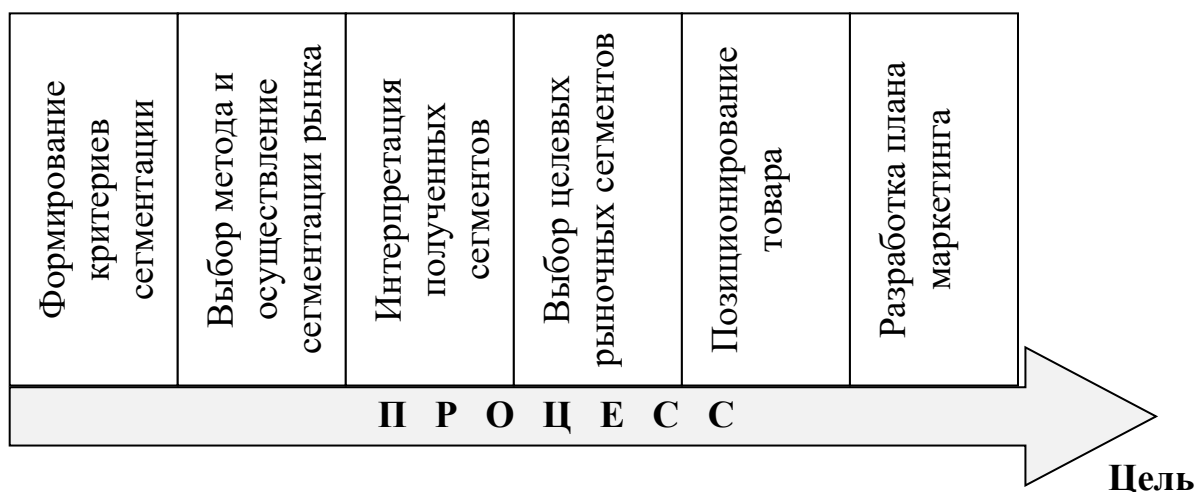 Формирование
критериев
сегментации
Выбор метода и
осуществление
сегментации рынка
Интерпретация
полученных
сегментов
Выбор целевых
рыночных сегментов
Позиционирование
товара
Разработка плана
маркетинга
П Р О Ц Е С С
Цель